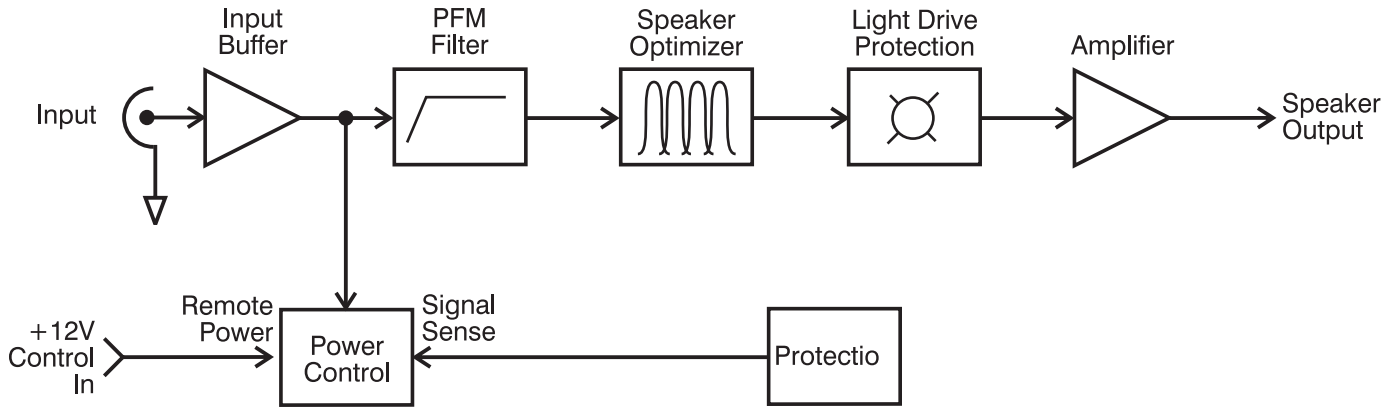 Input
Buffer
PFM
Filter
Speaker
Optimizer
Light Drive
Protection
Amplifier
Input
Speaker
Output
Remote
Power
Signal
Sense
+12V
Control
In
Power
Control
Protectio